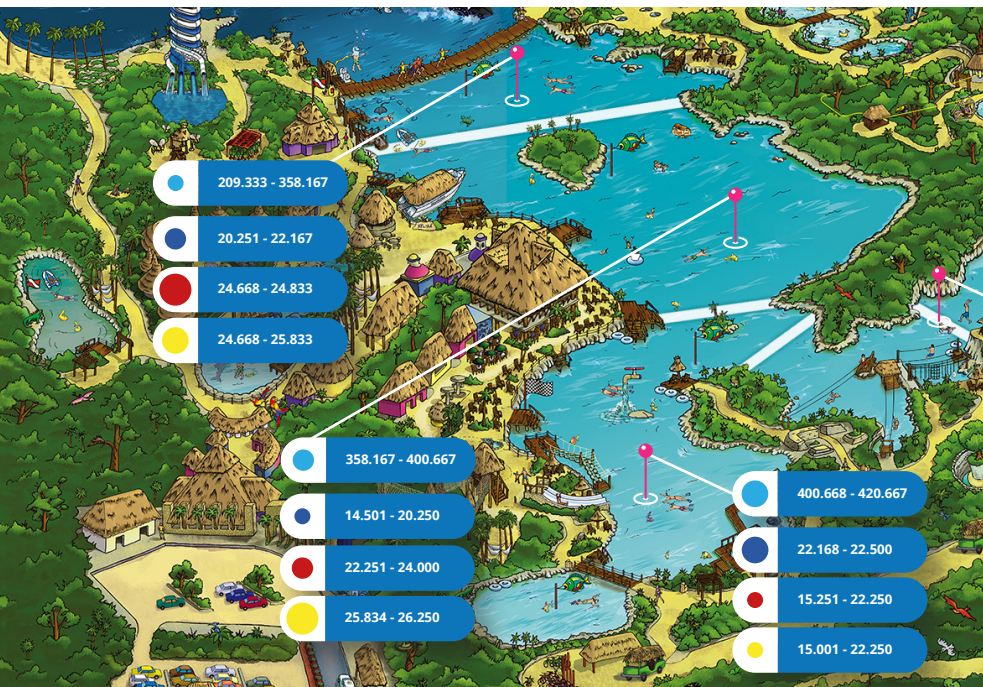 209.333 - 358.167
20.251 - 22.167
24.668 - 24.833
24.668 - 25.833
358.167 - 400.667
14.501 - 20.250
22.251 - 24.000
25.834 - 26.250
400.668 - 420.667
22.168 - 22.500
15.251 - 22.250
15.001 - 22.250